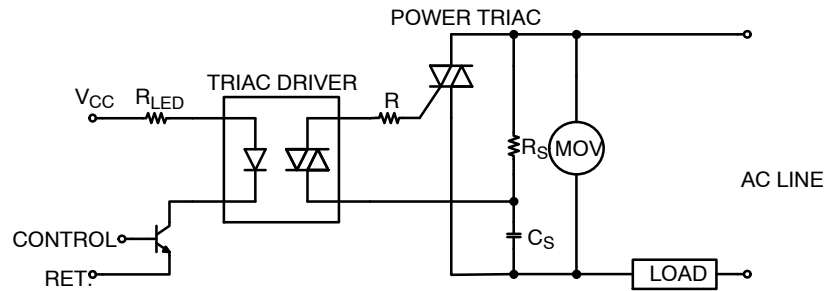 POWER TRIAC
TRIAC DRIVER
VCC
RLED
R
RS
MOV
AC LINE
CONTROL
CS
RET.
LOAD